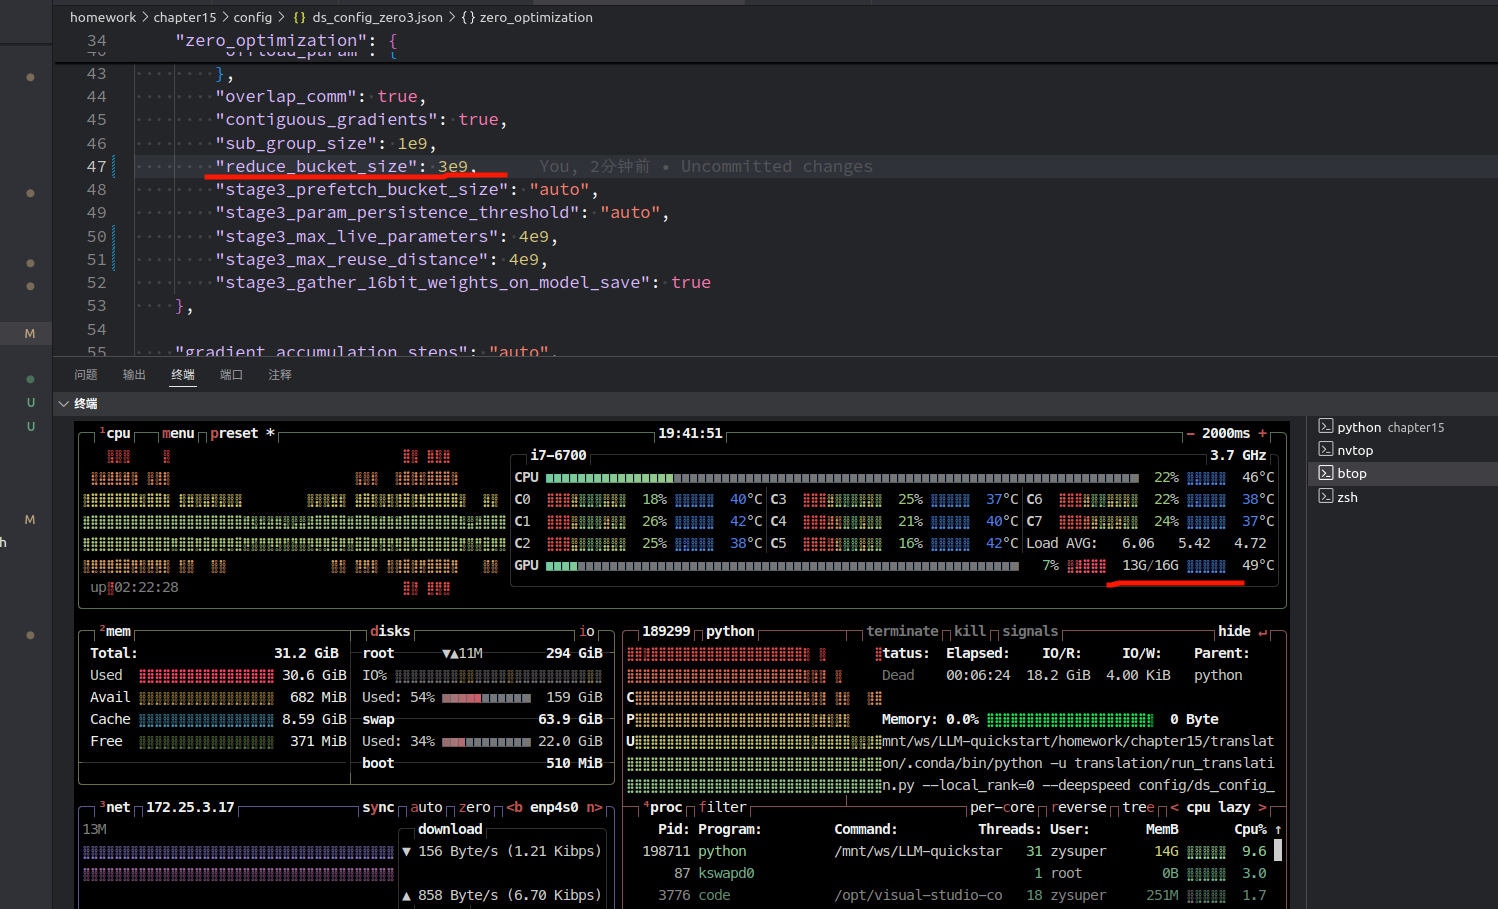 homework > chapter15 > config > {} ds_config_zero3.json > {} zero_optimization
34 "zero_optimization": {
43 },
44 "overlap_comm": true,
45 "contiguous_gradients": true,
46 "sub_group_size": 1e9,
47 "reduce_bucket_size": 3e9, You, 2分钟前 • Uncommitted changes
48 "stage3_prefetch_bucket_size": "auto",
49 "stage3_param_persistence_threshold": "auto",
50 "stage3_max_live_parameters": 4e9,
51 "stage3_max_reuse_distance": 4e9,
52 "stage3_gather_16bit_weights_on_model_save": true
53 },
54
55 "gradient_accumulation_steps": "auto",
M
U
U
M
h
问题 输出 终端 端口 注释
终端
python chapter15
nvtop
btop
zsh
¹cpu menu preset * 19:41:51 - 2000ms +
i7-6700 3.7 GHz
CPU 22% 46°C
C0 18% 40°C C3 25% 37°C C6 22% 38°C
C1 26% 42°C C4 21% 40°C C7 24% 37°C
C2 25% 38°C C5 16% 42°C Load AVG: 6.06 5.42 4.72
GPU 7% 13G/16G 49°C
up 02:22:28
²mem disks io
Total: 31.2 GiB root ▼▲11M 294 GiB
Used 30.6 GiB IO%
Avail 682 MiB Used: 54% 159 GiB
Cache 8.59 GiB swap 63.9 GiB
Free 371 MiB Used: 34% 22.0 GiB
boot 510 MiB
189299 python terminate kill signals hide ↵
tatus: Elapsed: IO/R: IO/W: Parent:
Dead 00:06:24 18.2 GiB 4.00 KiB python
C
P Memory: 0.0% 0 Byte
U mnt/ws/LLM-quickstart/homework/chapter15/translat
on/.conda/bin/python -u translation/run_translati
n.py --local_rank=0 --deepspeed config/ds_config_
³net 172.25.3.17 sync auto zero <b enp4s0 n>
13M download
▼ 156 Byte/s (1.21 Kibps)
▲ 858 Byte/s (6.70 Kibps)
⁴proc filter per-core reverse tree < cpu lazy >
Pid: Program: Command: Threads: User: MemB Cpu% ↑
198711 python /mnt/ws/LLM-quickstar 31 zysuper 14G 9.6
87 kswapd0 1 root 0B 3.0
3776 code /opt/visual-studio-co 18 zysuper 251M 1.7